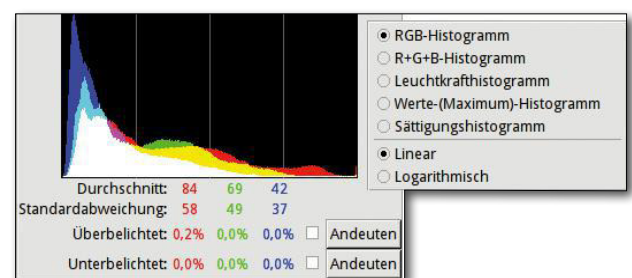 RGB-Histogramm
R+G+B-Histogramm
Leuchtkrafthistogramm
Werte-(Maximum)-Histogramm
Sättigungshistogramm
Linear
Logarithmisch
Durchschnitt: 84 69 42
Standardabweichung: 58 49 37
Überbelichtet: 0,2% 0,0% 0,0% Andeuten
Unterbelichtet: 0,0% 0,0% 0,0% Andeuten